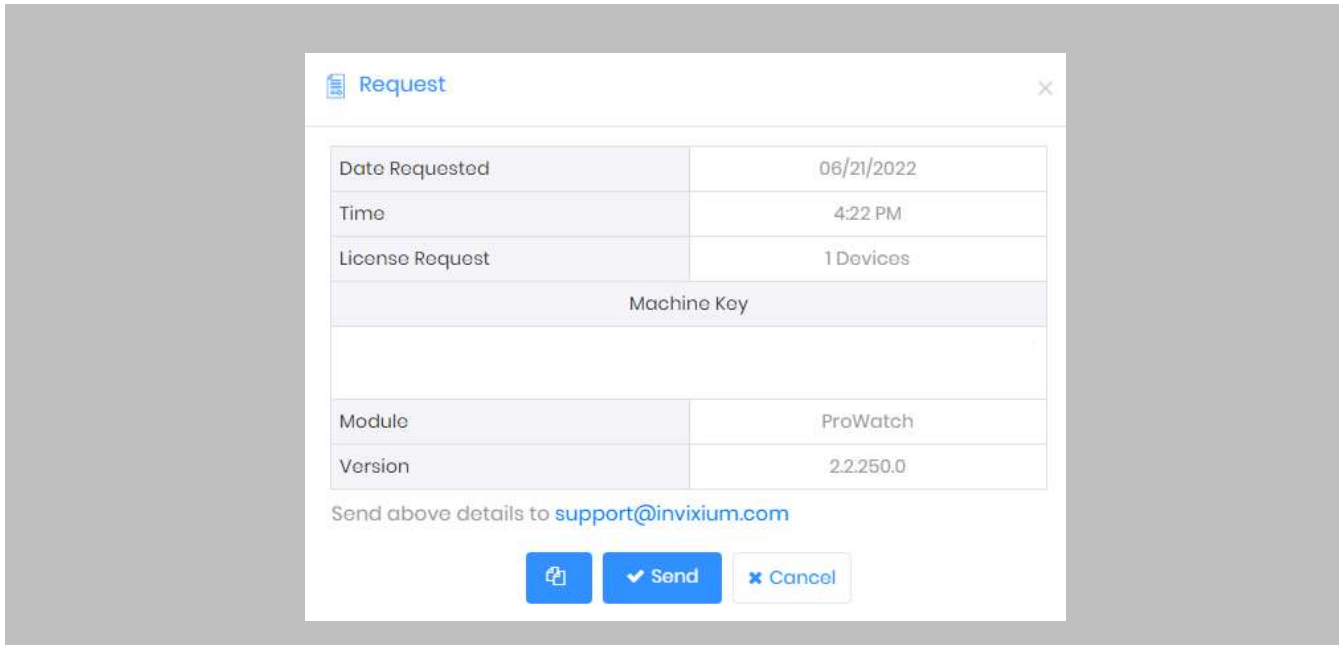 Request
Date Requested 06/21/2022
Time 4:22 PM
License Request 1 Devices
Machine Key
Module ProWatch
Version 2.2.250.0
Send above details to support@invixium.com
Send Cancel